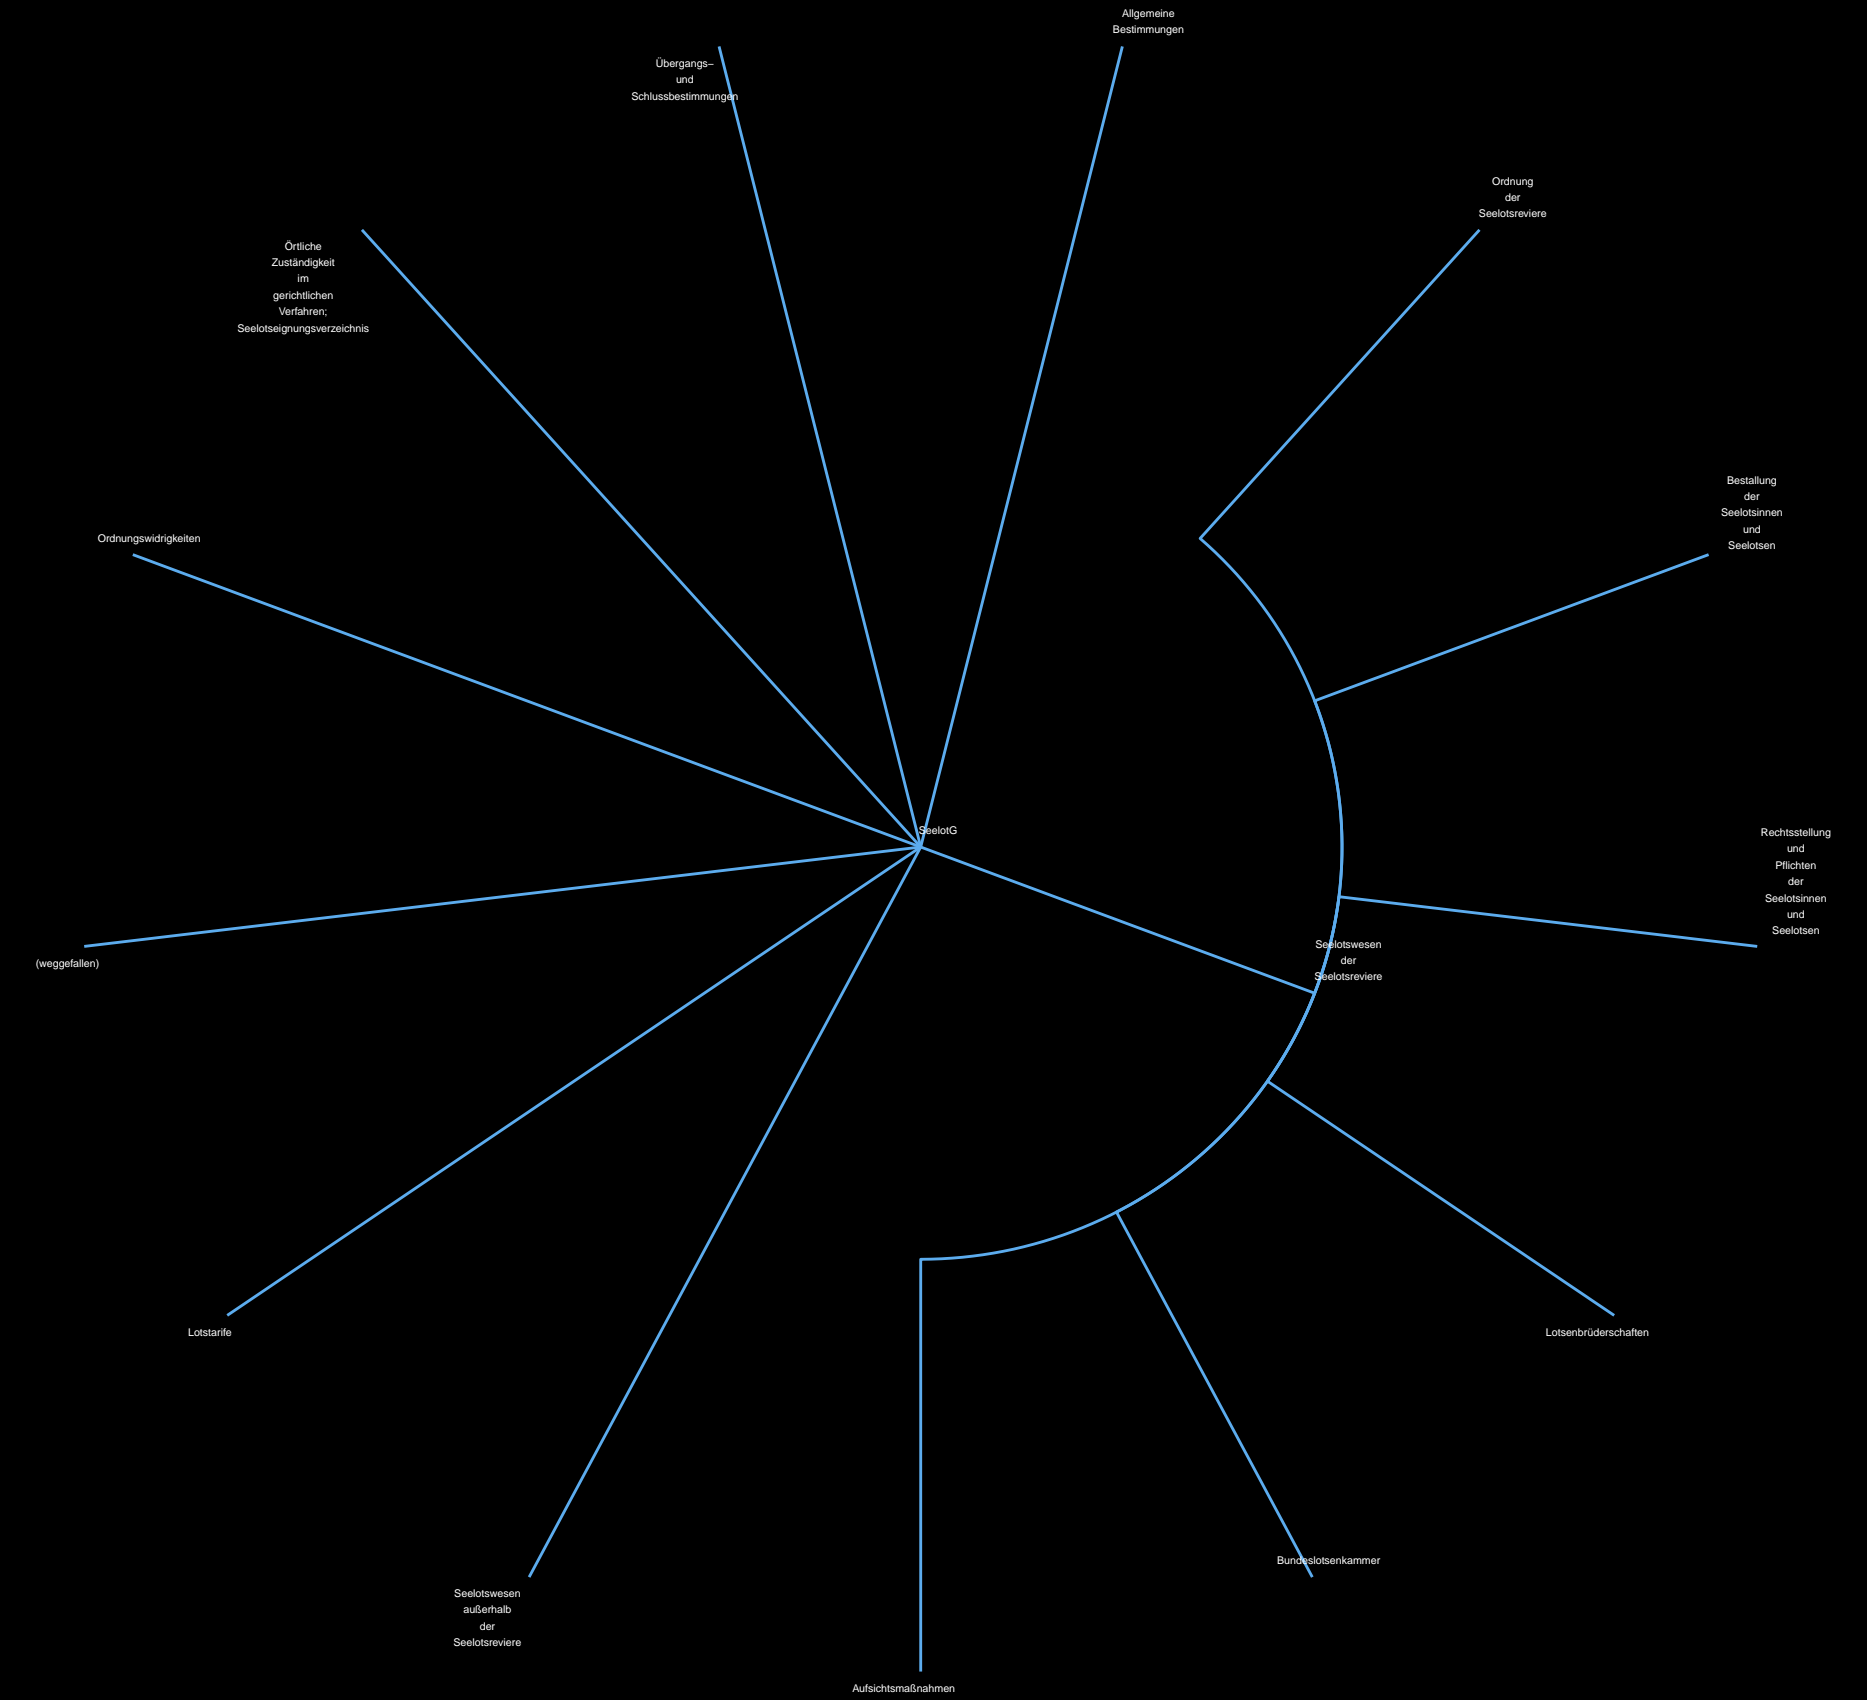 Allgemeine
Bestimmungen
Übergangs–
und
Schlussbestimmungen
Ordnung
der
Seelotsreviere
Örtliche
Zuständigkeit
im
gerichtlichen
Verfahren;
Seelotseignungsverzeichnis
Bestallung
der
Seelotsinnen
und
Seelotsen
Ordnungswidrigkeiten
SeelotG
Rechtsstellung
und
Pflichten
der
Seelotsinnen
und
Seelotsen
Seelotswesen
der
Seelotsreviere
(weggefallen)
Lotstarife
Lotsenbrüderschaften
Bundeslotsenkammer
Seelotswesen
außerhalb
der
Seelotsreviere
Aufsichtsmaßnahmen